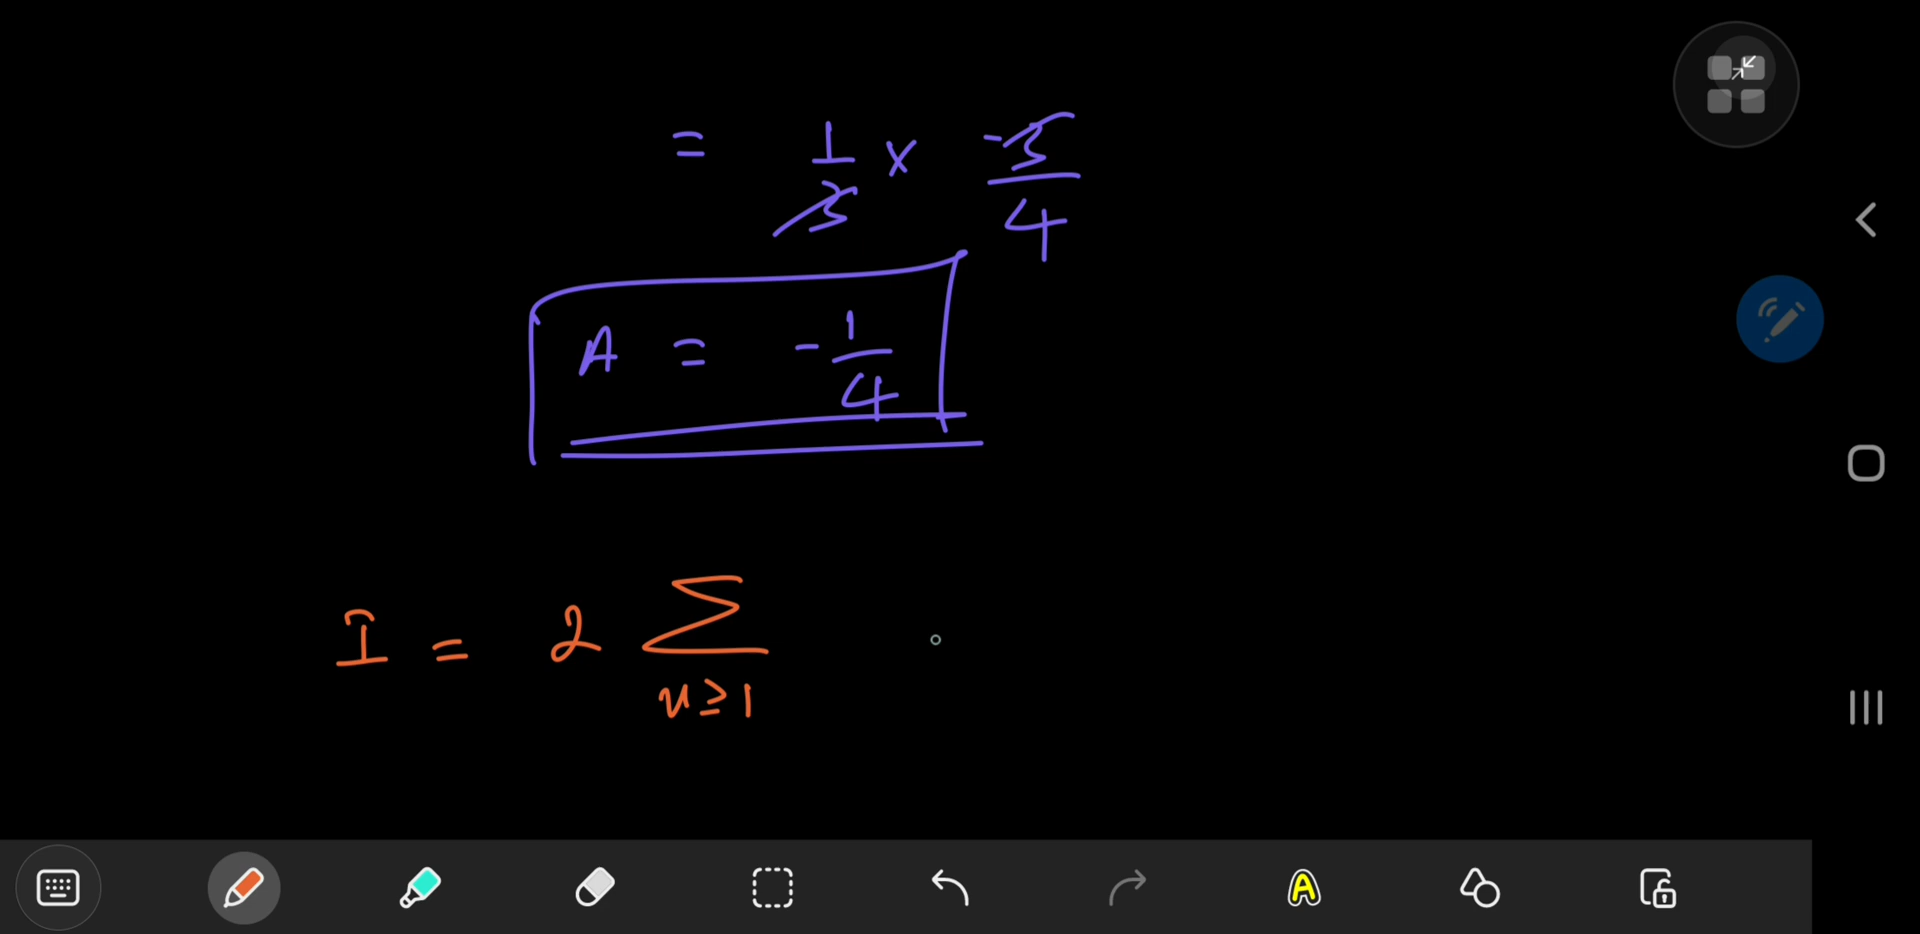 = 1/3 × -3/4
A = -1/4
I = 2 ∑
n ≥ 1
A